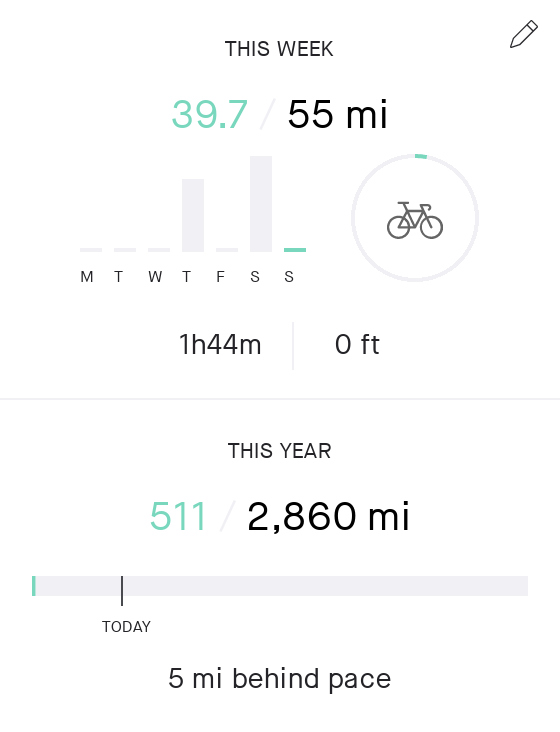 THIS WEEK
39.7 / 55 mi
M T W T F S S
1h44m 0 ft
THIS YEAR
511 / 2,860 mi
TODAY
5 mi behind pace